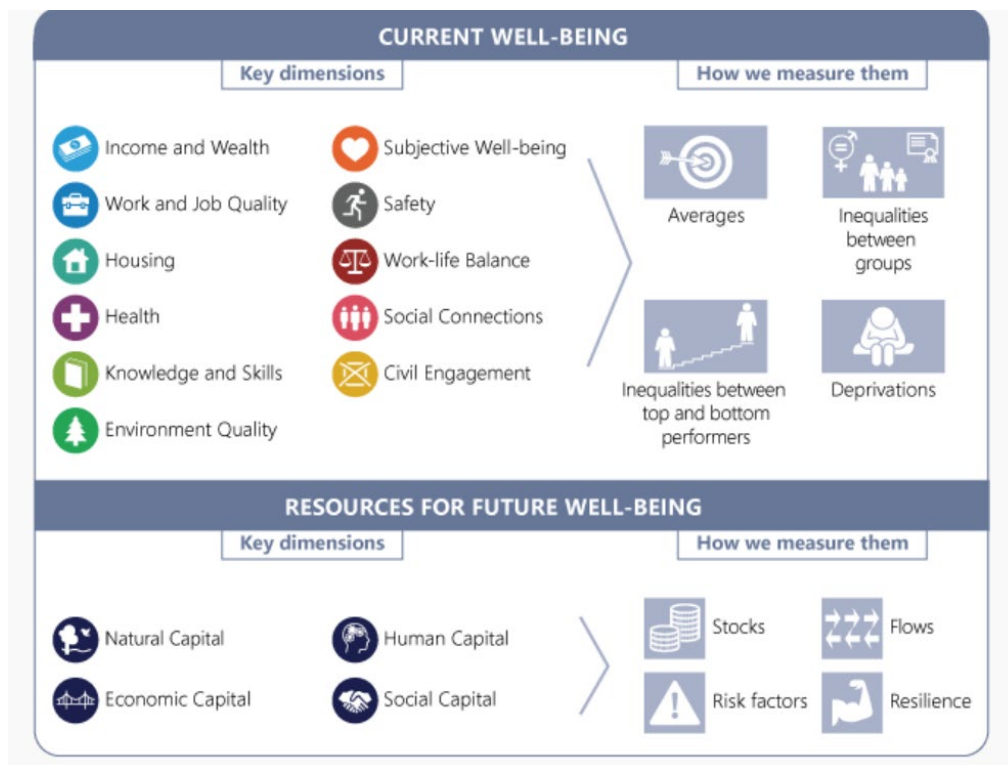 CURRENT WELL-BEING
Key dimensions
How we measure them
Income and Wealth
Subjective Well-being
Work and Job Quality
Safety
Housing
Work-life Balance
Health
Social Connections
Knowledge and Skills
Civil Engagement
Environment Quality
Averages
Inequalities
between
groups
Inequalities between
top and bottom
performers
Deprivations
RESOURCES FOR FUTURE WELL-BEING
Key dimensions
How we measure them
Natural Capital
Human Capital
Economic Capital
Social Capital
Stocks
Flows
Risk factors
Resilience